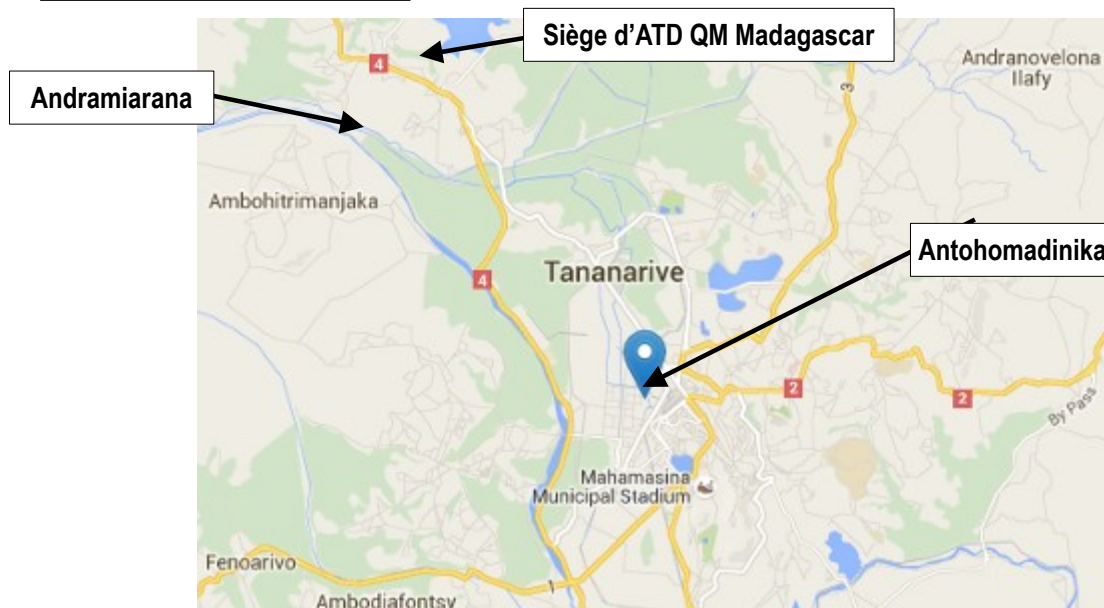 Siège d'ATD QM Madagascar
4
Andranovelona
Ilafy
Andramiarana
3
Ambohitrimanjaka
Antohomadinika
Tananarive
4
2
2
By Pass
Mahamasina
Municipal Stadium
Fenoarivo
1
Ambodiafontsy